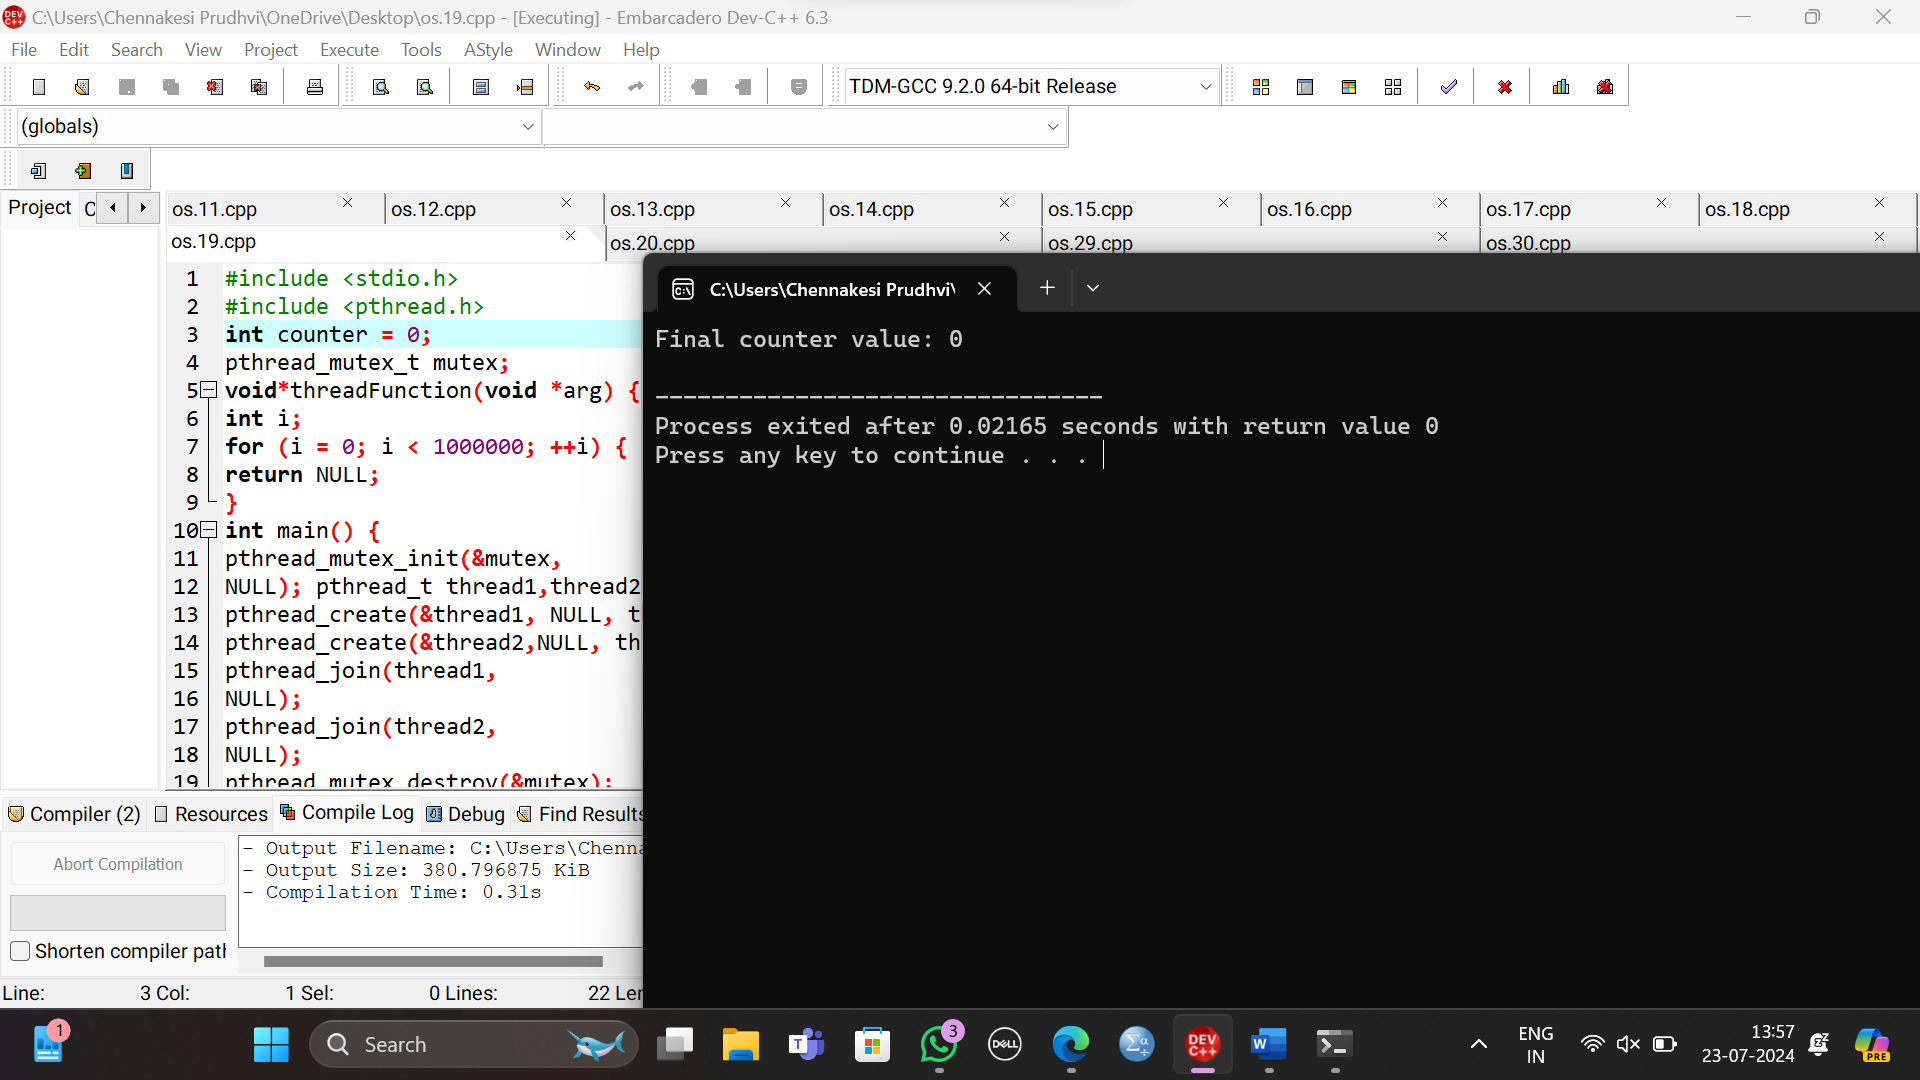 C:\Users\Chennakesi Prudhvi\OneDrive\Desktop\os.19.cpp - [Executing] - Embarcadero Dev-C++ 6.3
File Edit Search View Project Execute Tools AStyle Window Help
TDM-GCC 9.2.0 64-bit Release
(globals)
Project C
os.11.cpp os.12.cpp os.13.cpp os.14.cpp os.15.cpp os.16.cpp os.17.cpp os.18.cpp
os.19.cpp os.20.cpp os.29.cpp os.30.cpp
1 #include <stdio.h>
2 #include <pthread.h>
3 int counter = 0;
4 pthread_mutex_t mutex;
5 void*threadFunction(void *arg) {
6 int i;
7 for (i = 0; i < 1000000; ++i) {
8 return NULL;
9 }
10 int main() {
11 pthread_mutex_init(&mutex,
12 NULL); pthread_t thread1,thread2
13 pthread_create(&thread1, NULL, t
14 pthread_create(&thread2,NULL, th
15 pthread_join(thread1,
16 NULL);
17 pthread_join(thread2,
18 NULL);
19 pthread_mutex_destroy(&mutex);
C:\Users\Chennakesi Prudhvi\
Final counter value: 0
--------------------------------
Process exited after 0.02165 seconds with return value 0
Press any key to continue . . .
Compiler (2) Resources Compile Log Debug Find Results
Abort Compilation
Shorten compiler path
- Output Filename: C:\Users\Chenna
- Output Size: 380.796875 KiB
- Compilation Time: 0.31s
Line: 3 Col: 1 Sel: 0 Lines: 22 Len
1
Search
3
DELL
DEV C++
ENG
IN
13:57
23-07-2024
PRE